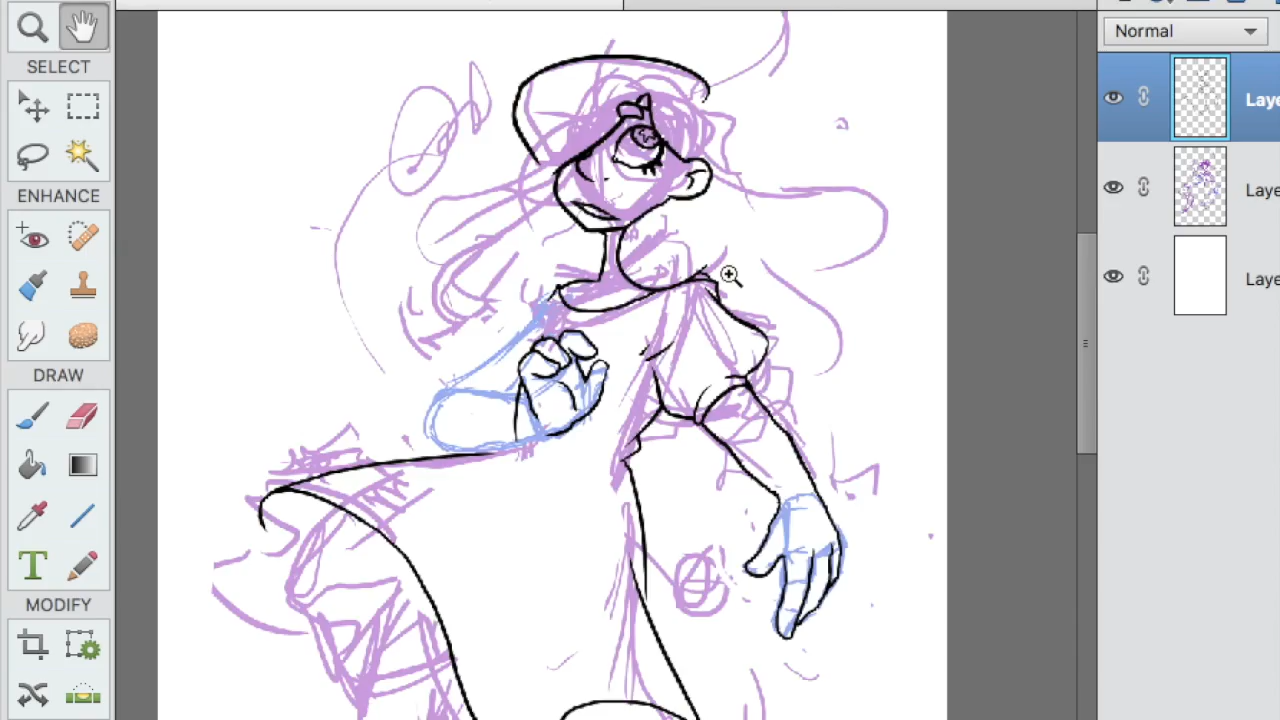 Normal
SELECT
Laye
ENHANCE
Laye
Laye
DRAW
T
MODIFY